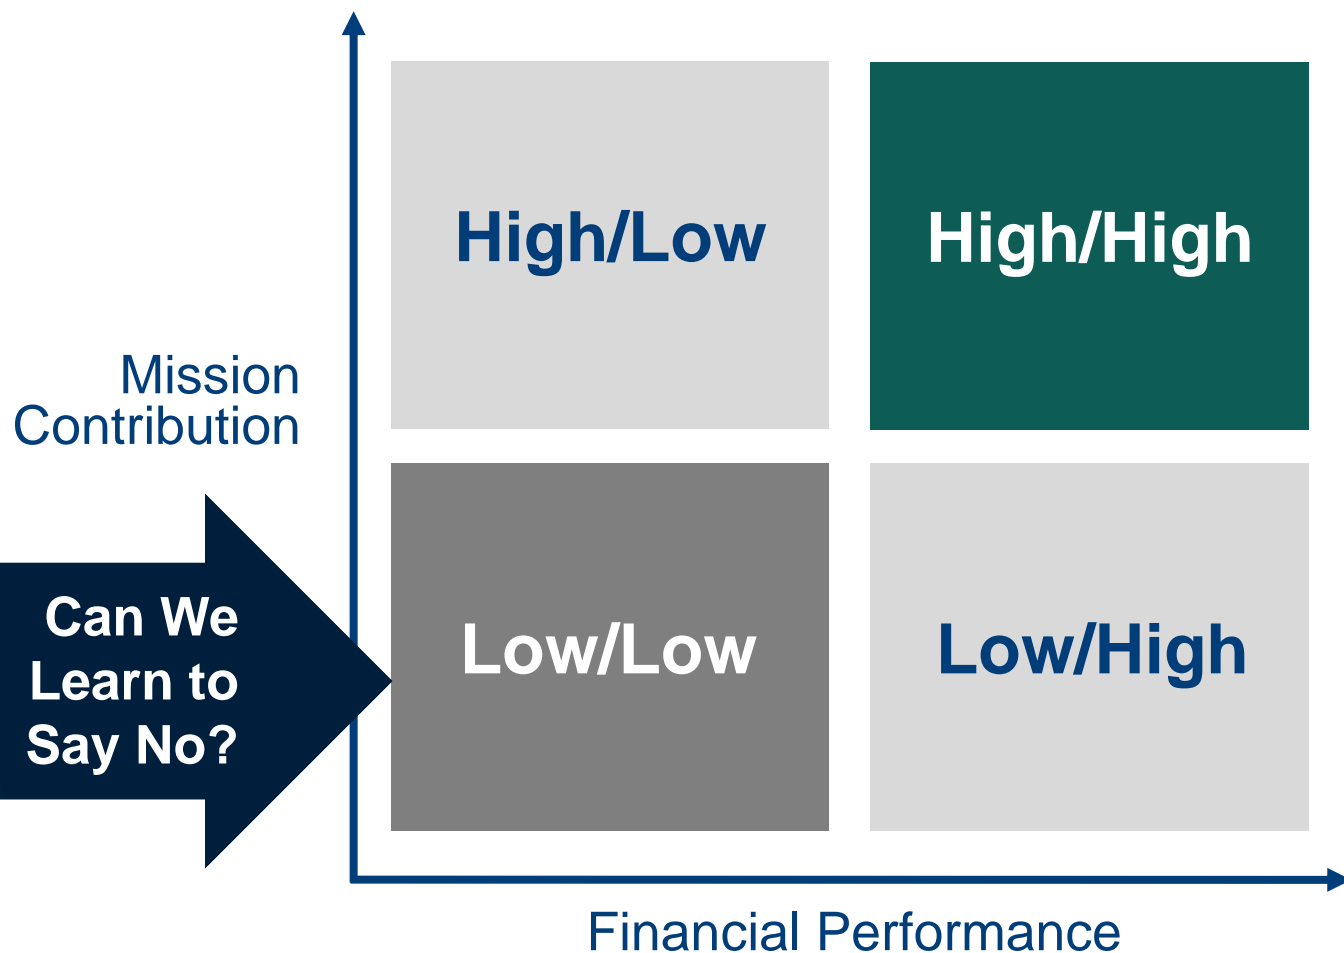 High/Low
High/High
Mission
Contribution
Can We
Learn to
Say No?
Low/Low
Low/High
Financial Performance